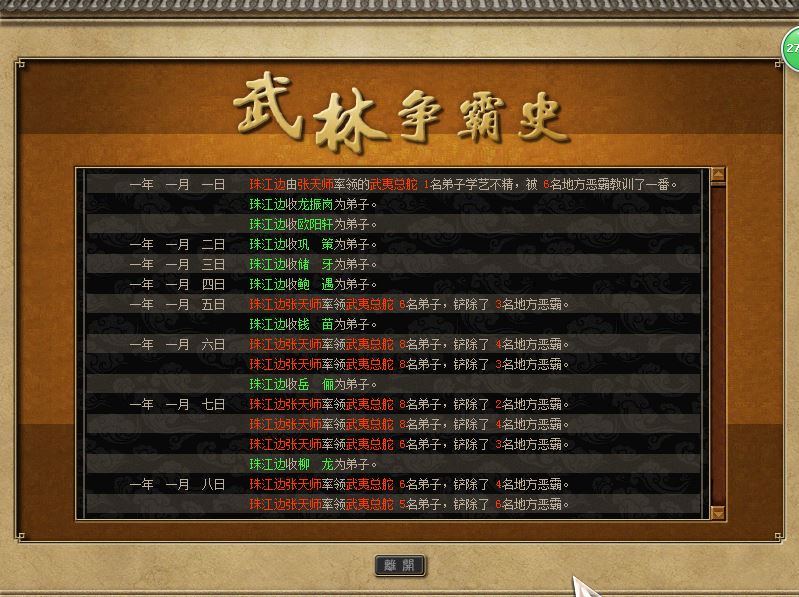 27
武林争霸史
一年 一月 一日 珠江边由张天师率领的武夷总舵 1名弟子学艺不精，被 6名地方恶霸教训了一番。
珠江边收龙振岗为弟子。
珠江边收欧阳轩为弟子。
一年 一月 二日 珠江边收巩 策为弟子。
一年 一月 三日 珠江边收储 牙为弟子。
一年 一月 四日 珠江边收鲍 遇为弟子。
一年 一月 五日 珠江边张天师率领武夷总舵 6名弟子，铲除了 3名地方恶霸。
珠江边收钱 苗为弟子。
一年 一月 六日 珠江边张天师率领武夷总舵 8名弟子，铲除了 4名地方恶霸。
珠江边张天师率领武夷总舵 8名弟子，铲除了 3名地方恶霸。
珠江边收岳 俪为弟子。
一年 一月 七日 珠江边张天师率领武夷总舵 8名弟子，铲除了 2名地方恶霸。
珠江边张天师率领武夷总舵 8名弟子，铲除了 4名地方恶霸。
珠江边张天师率领武夷总舵 6名弟子，铲除了 3名地方恶霸。
珠江边收柳 龙为弟子。
一年 一月 八日 珠江边张天师率领武夷总舵 6名弟子，铲除了 4名地方恶霸。
珠江边张天师率领武夷总舵 5名弟子，铲除了 6名地方恶霸。
離開